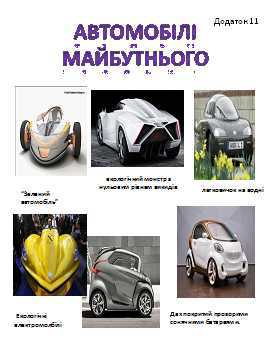 Додаток 11
АВТОМОБІЛІ
МАЙБУТНЬОГО
екологічний монстр з
нульовим рівнем викидів
легковичок на водні
"Зелений
автомобіль"
Екологічні
електромобілі
Дах покритий прозорими
сонячними батареями.